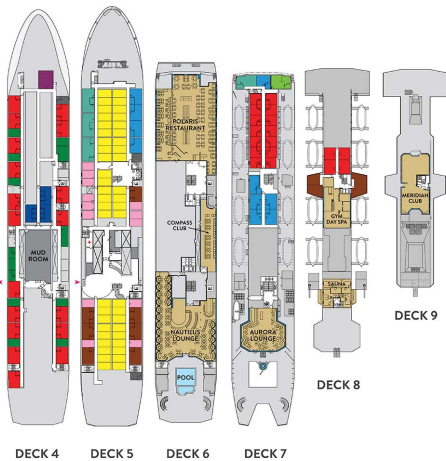 POLARIS
RESTAURANT
COMPASS
CLUB
MUD
ROOM
NAUTILUS
LOUNGE
POOL
AURORA
LOUNGE
GYM
DAY SPA
SAUNA
MERIDIAN
CLUB
DECK 4
DECK 5
DECK 6
DECK 7
DECK 8
DECK 9